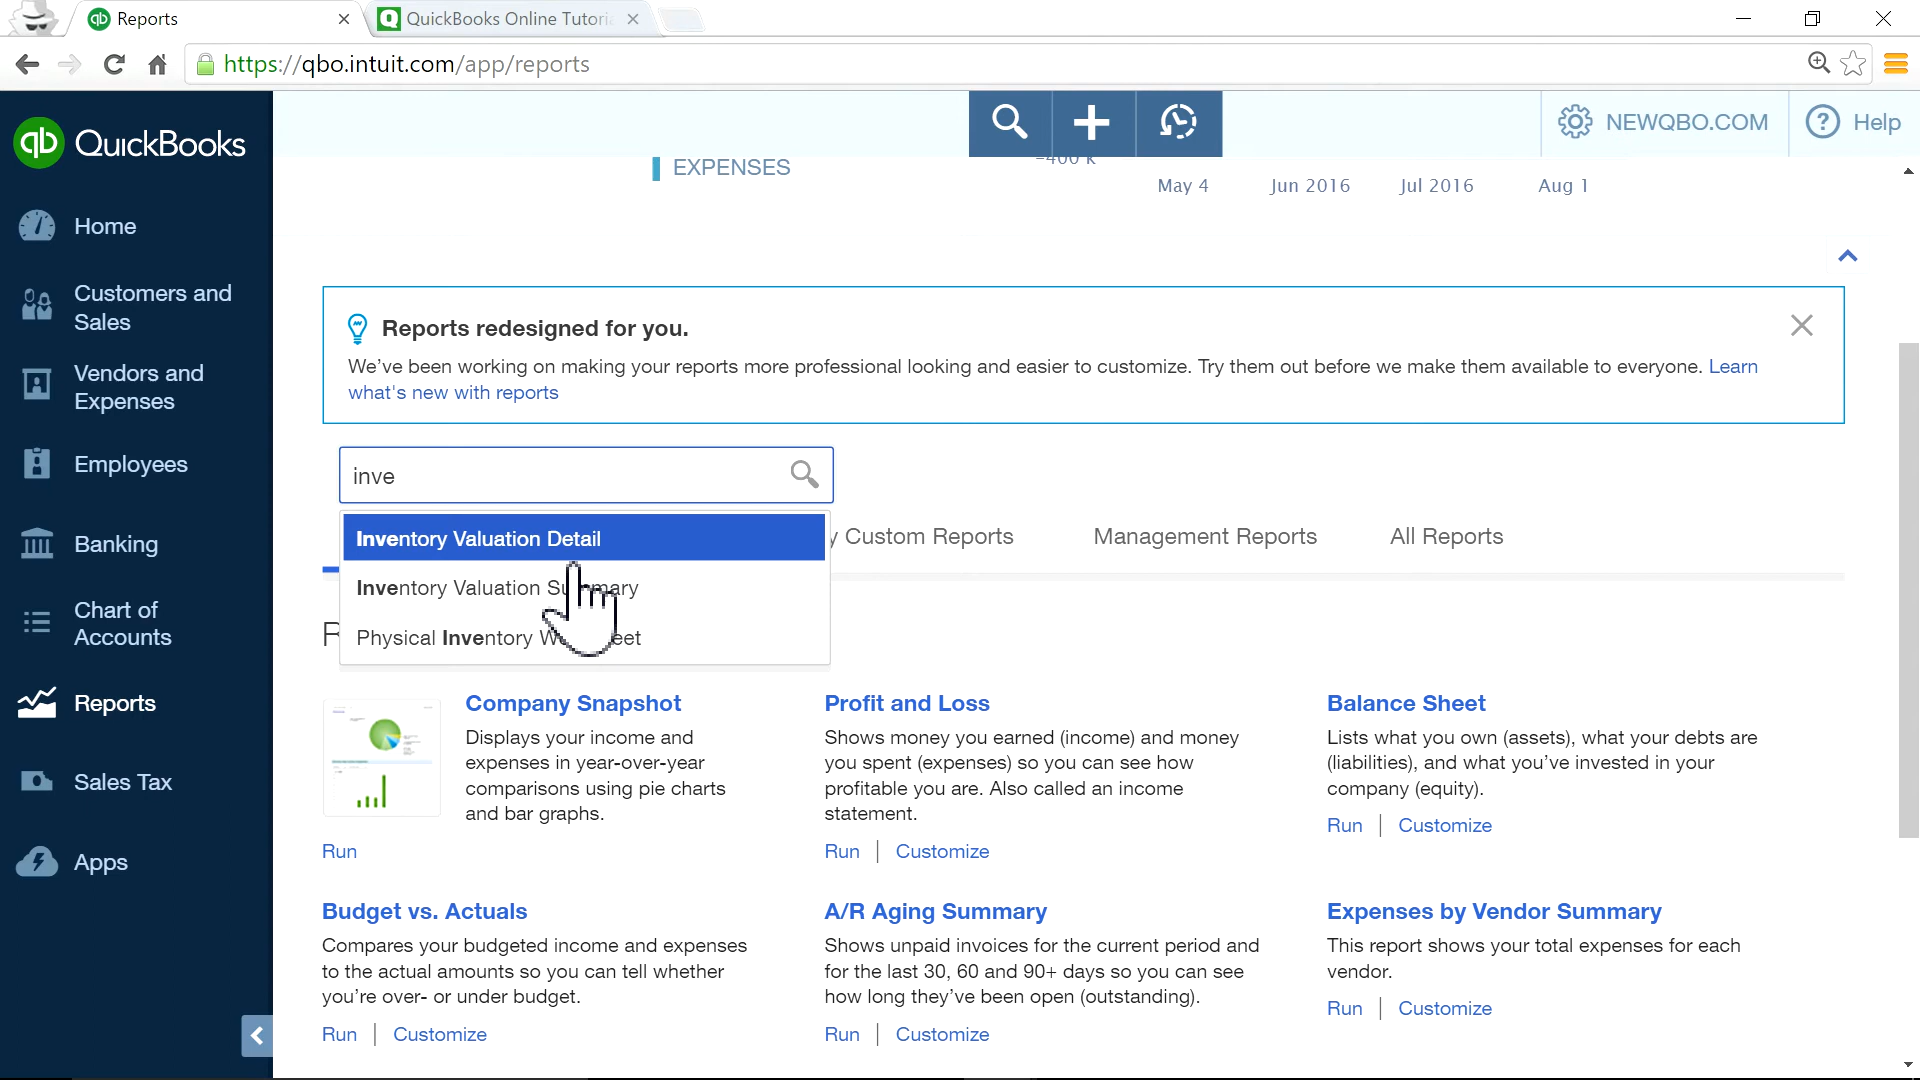 Reports
QuickBooks Online Tutori
https://qbo.intuit.com/app/reports
QuickBooks
NEWQBO.COM
Help
EXPENSES
-400 K
May 4 Jun 2016 Jul 2016 Aug 1
Home
Customers and
Sales
Vendors and
Expenses
Employees
Banking
Chart of
Accounts
Reports
Sales Tax
Apps
Reports redesigned for you.
We've been working on making your reports more professional looking and easier to customize. Try them out before we make them available to everyone. Learn
what's new with reports
inve
Inventory Valuation Detail
Inventory Valuation Summary
Physical Inventory
y Custom Reports
Management Reports
All Reports
Company Snapshot
Displays your income and
expenses in year-over-year
comparisons using pie charts
and bar graphs.
Run
Profit and Loss
Shows money you earned (income) and money
you spent (expenses) so you can see how
profitable you are. Also called an income
statement.
Run | Customize
Balance Sheet
Lists what you own (assets), what your debts are
(liabilities), and what you've invested in your
company (equity).
Run | Customize
Budget vs. Actuals
Compares your budgeted income and expenses
to the actual amounts so you can tell whether
you're over- or under budget.
Run | Customize
A/R Aging Summary
Shows unpaid invoices for the current period and
for the last 30, 60 and 90+ days so you can see
how long they've been open (outstanding).
Run | Customize
Expenses by Vendor Summary
This report shows your total expenses for each
vendor.
Run | Customize